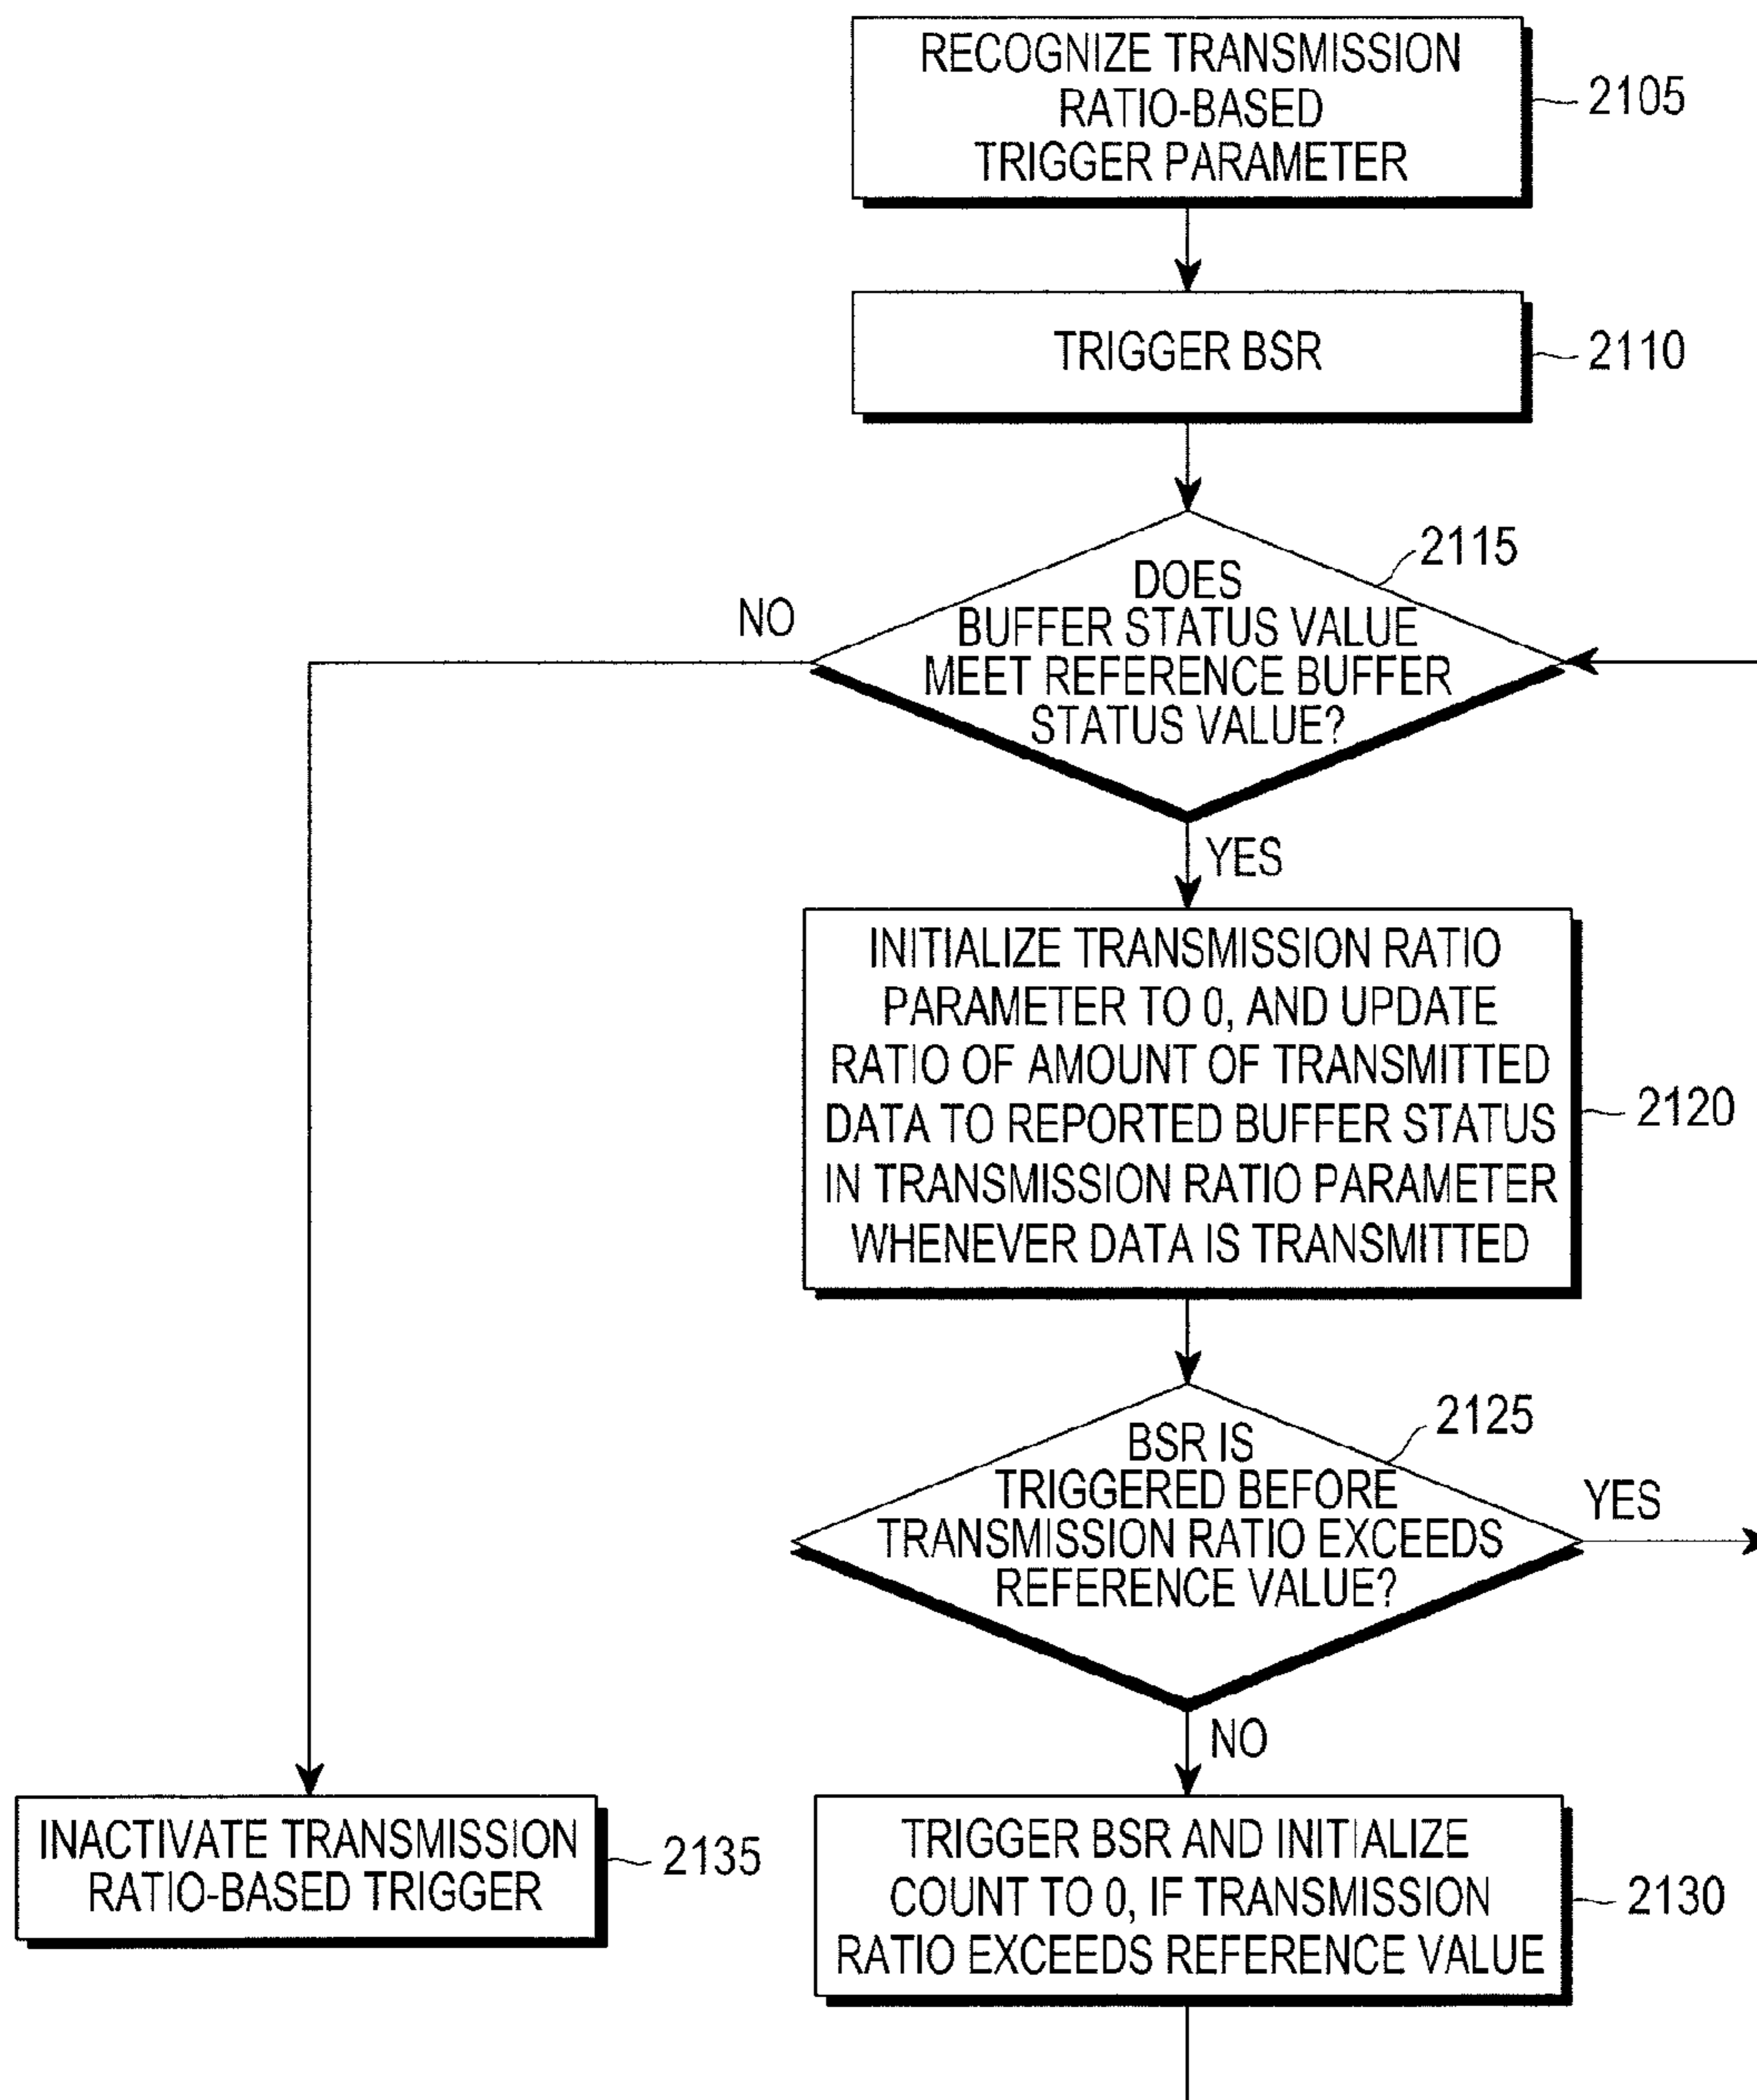 RECOGNIZE TRANSMISSION
RATIO-BASED
TRIGGER PARAMETER
2105
TRIGGER BSR
2110
2115
DOES
BUFFER STATUS VALUE
MEET REFERENCE BUFFER
STATUS VALUE?
NO
YES
INITIALIZE TRANSMISSION RATIO
PARAMETER TO 0, AND UPDATE
RATIO OF AMOUNT OF TRANSMITTED
DATA TO REPORTED BUFFER STATUS
IN TRANSMISSION RATIO PARAMETER
WHENEVER DATA IS TRANSMITTED
2120
2125
BSR IS
TRIGGERED BEFORE
TRANSMISSION RATIO EXCEEDS
REFERENCE VALUE?
YES
NO
INACTIVATE TRANSMISSION
RATIO-BASED TRIGGER
2135
TRIGGER BSR AND INITIALIZE
COUNT TO 0, IF TRANSMISSION
RATIO EXCEEDS REFERENCE VALUE
2130